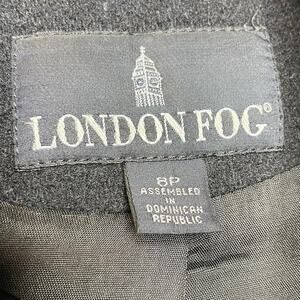 LONDON FOG®
8P
ASSEMBLED
IN
DOMINICAN
REPUBLIC